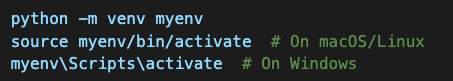 python -m venv myenv
source myenv/bin/activate  # On macOS/Linux
myenv\Scripts\activate  # On Windows